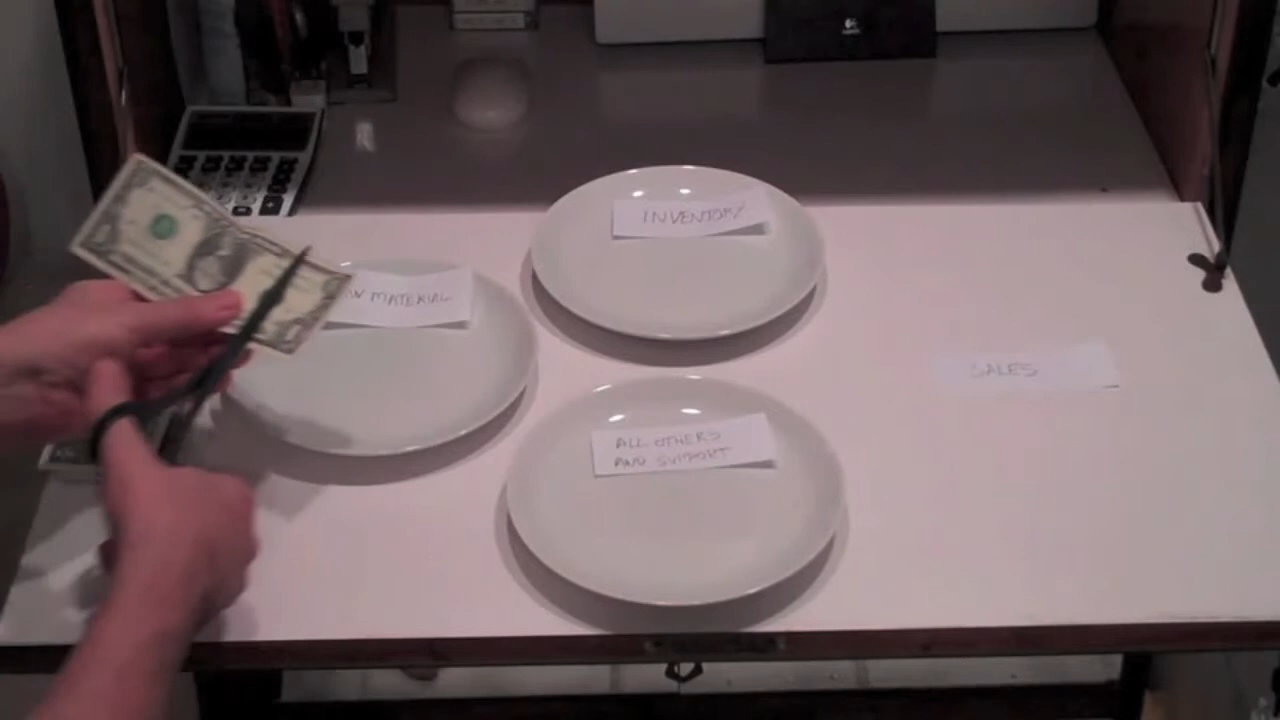 INVENTORY
MATERIAL
SALES
ALL OTHERS
AND SUPPORT